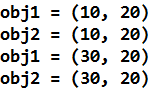 obj1 = (10, 20)
obj2 = (10, 20)
obj1 = (30, 20)
obj2 = (30, 20)